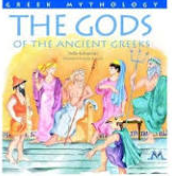 GREEK MYTHOLOGY
THE GODS
OF THE ANCIENT GREEKS